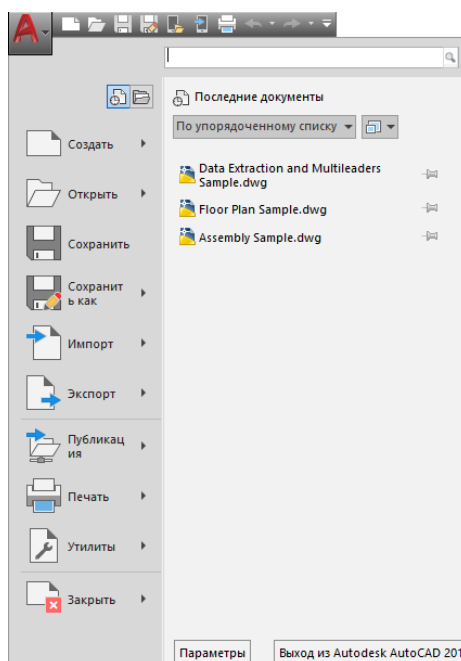 Последние документы
По упорядоченному списку
Data Extraction and Multileaders
Sample.dwg
Floor Plan Sample.dwg
Assembly Sample.dwg
Создать
Открыть
Сохранить
Сохранит
ь как
Импорт
Экспорт
Публикац
ия
Печать
Утилиты
Закрыть
Параметры
Выход из Autodesk AutoCAD 201